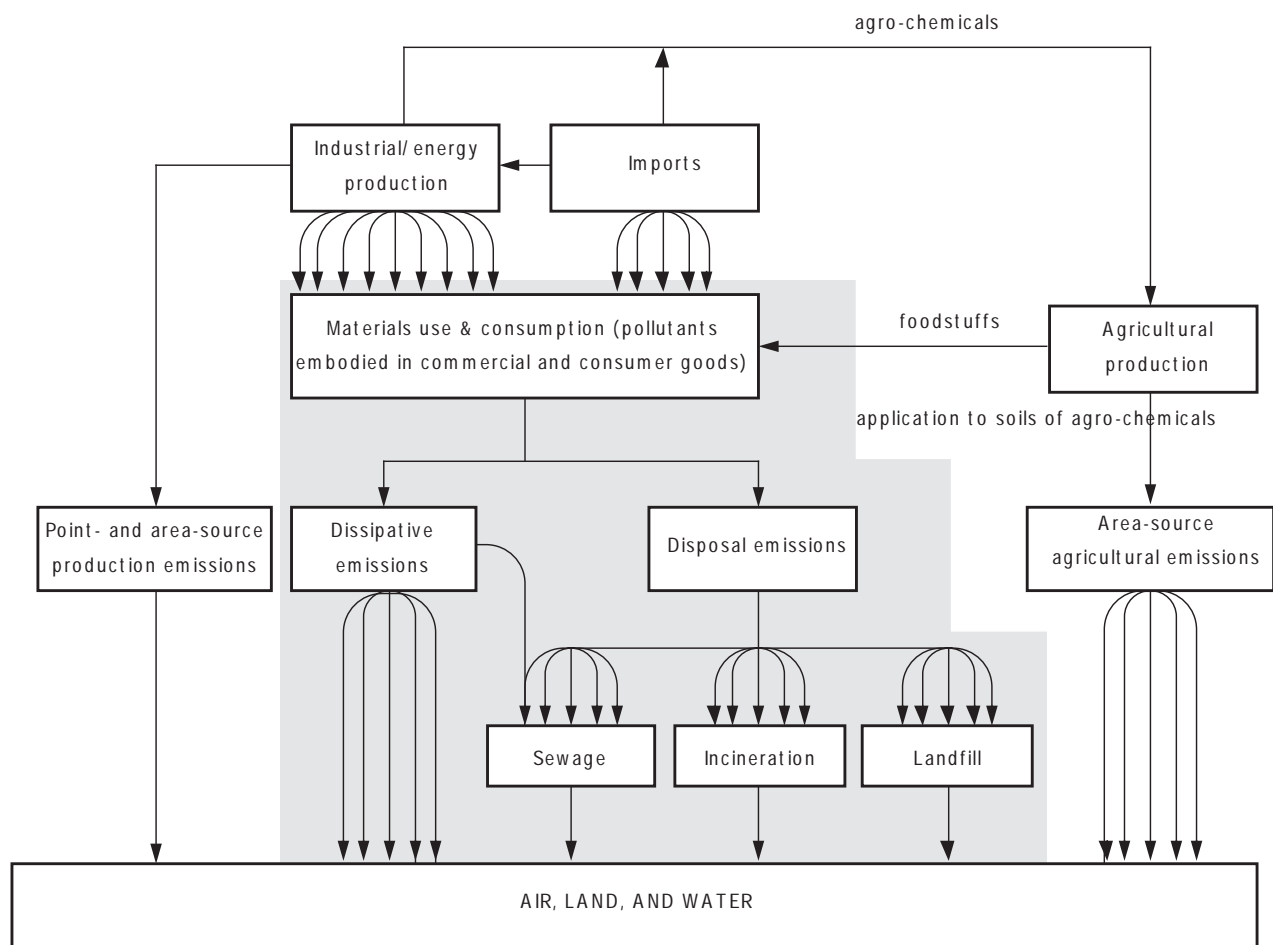 agro-chemicals
Industrial/energy
production
Imports
Materials use & consumption (pollutants
embodied in commercial and consumer goods)
foodstuffs
Agricultural
production
application to soils of agro-chemicals
Point- and area-source
production emissions
Dissipative
emissions
Disposal emissions
Area-source
agricultural emissions
Sewage
Incineration
Landfill
AIR, LAND, AND WATER